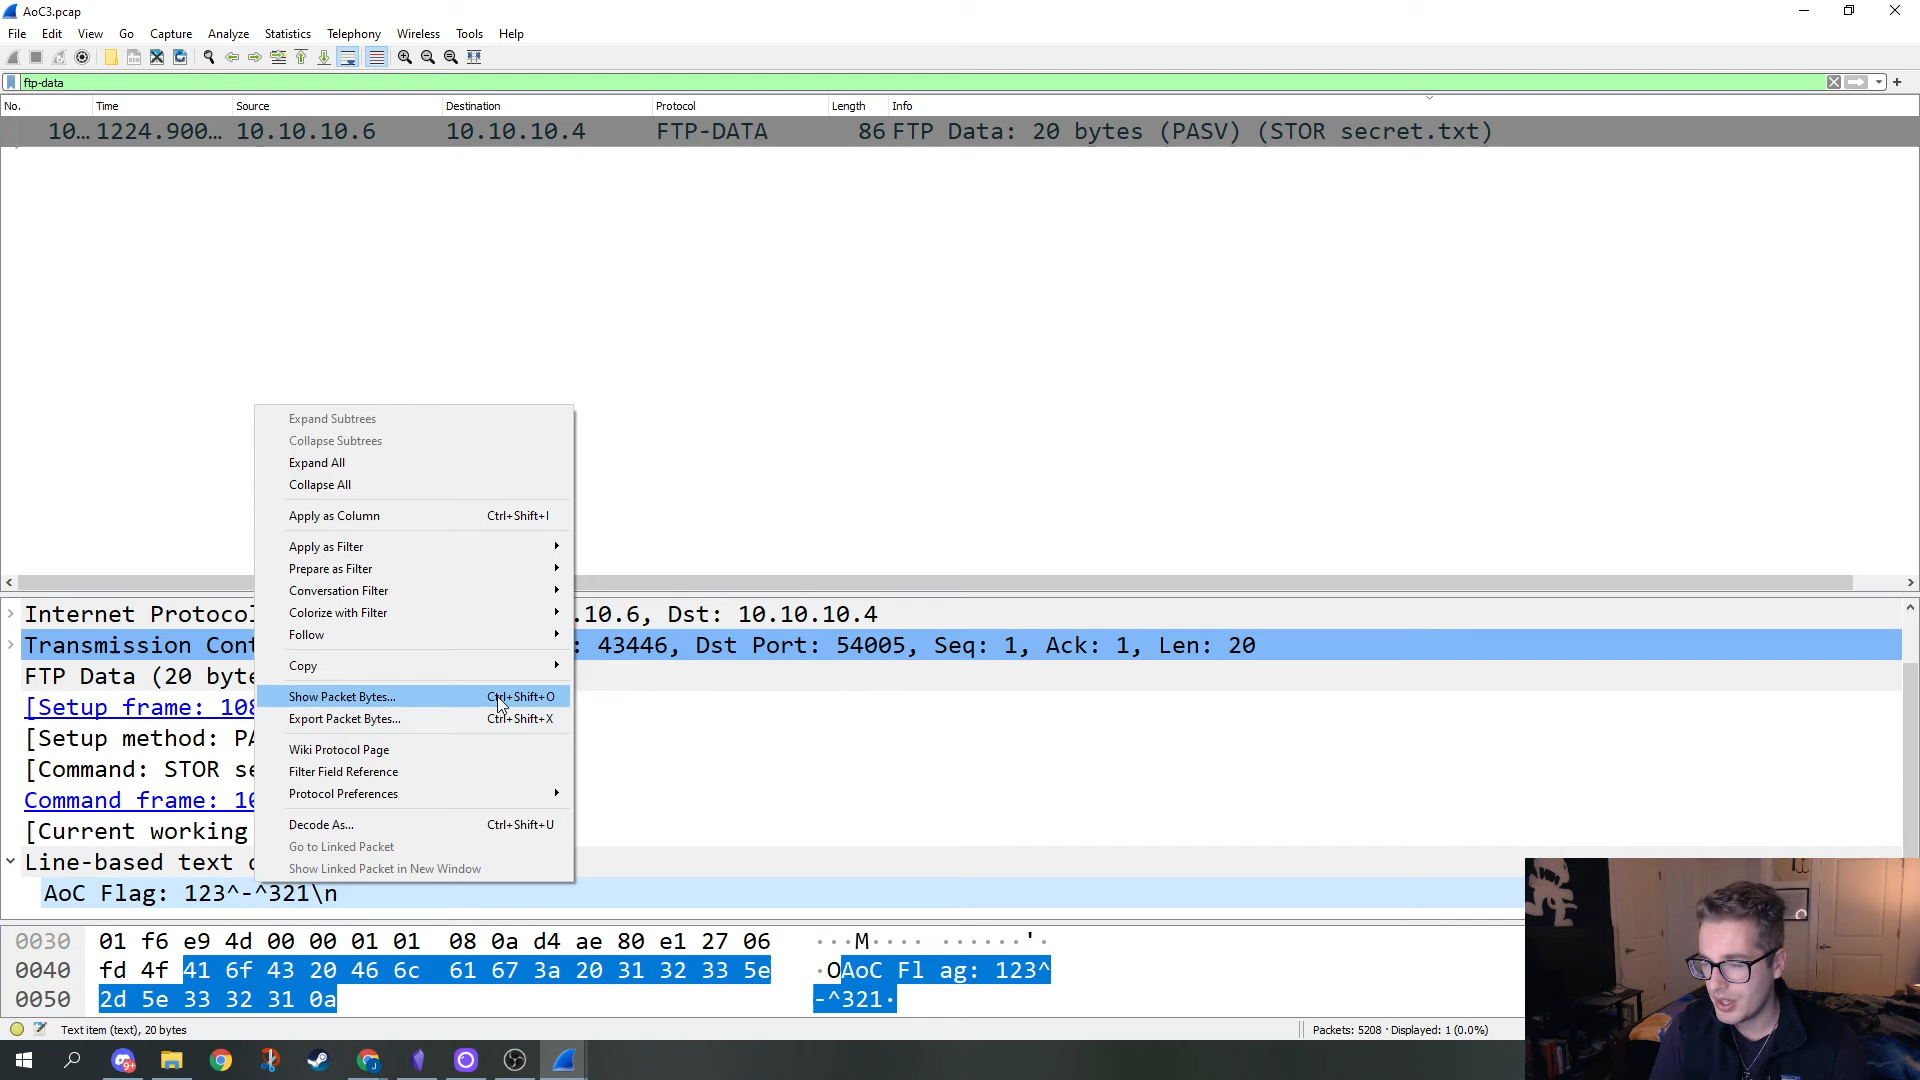 AoC3.pcap
File Edit View Go Capture Analyze Statistics Telephony Wireless Tools Help
ftp-data
No. Time Source Destination Protocol Length Info
10… 1224.900… 10.10.10.6 10.10.10.4 FTP-DATA 86 FTP Data: 20 bytes (PASV) (STOR secret.txt)
Expand Subtrees
Collapse Subtrees
Expand All
Collapse All
Apply as Column Ctrl+Shift+I
Apply as Filter
Prepare as Filter
Conversation Filter
Colorize with Filter
Follow
Copy
Show Packet Bytes... Ctrl+Shift+O
Export Packet Bytes... Ctrl+Shift+X
Wiki Protocol Page
Filter Field Reference
Protocol Preferences
Decode As... Ctrl+Shift+U
Go to Linked Packet
Show Linked Packet in New Window
Internet Protocol .10.6, Dst: 10.10.10.4
Transmission Cont : 43446, Dst Port: 54005, Seq: 1, Ack: 1, Len: 20
FTP Data (20 byte
[Setup frame: 108
[Setup method: PA
[Command: STOR se
Command frame: 10
[Current working
Line-based text d
AoC Flag: 123^-^321\n
0030 01 f6 e9 4d 00 00 01 01 08 0a d4 ae 80 e1 27 06 ···M···· ······'·
0040 fd 4f 41 6f 43 20 46 6c 61 67 3a 20 31 32 33 5e ·OAoC Fl ag: 123^
0050 2d 5e 33 32 31 0a -^321·
Text item (text), 20 bytes
Packets: 5208 · Displayed: 1 (0.0%)
9+